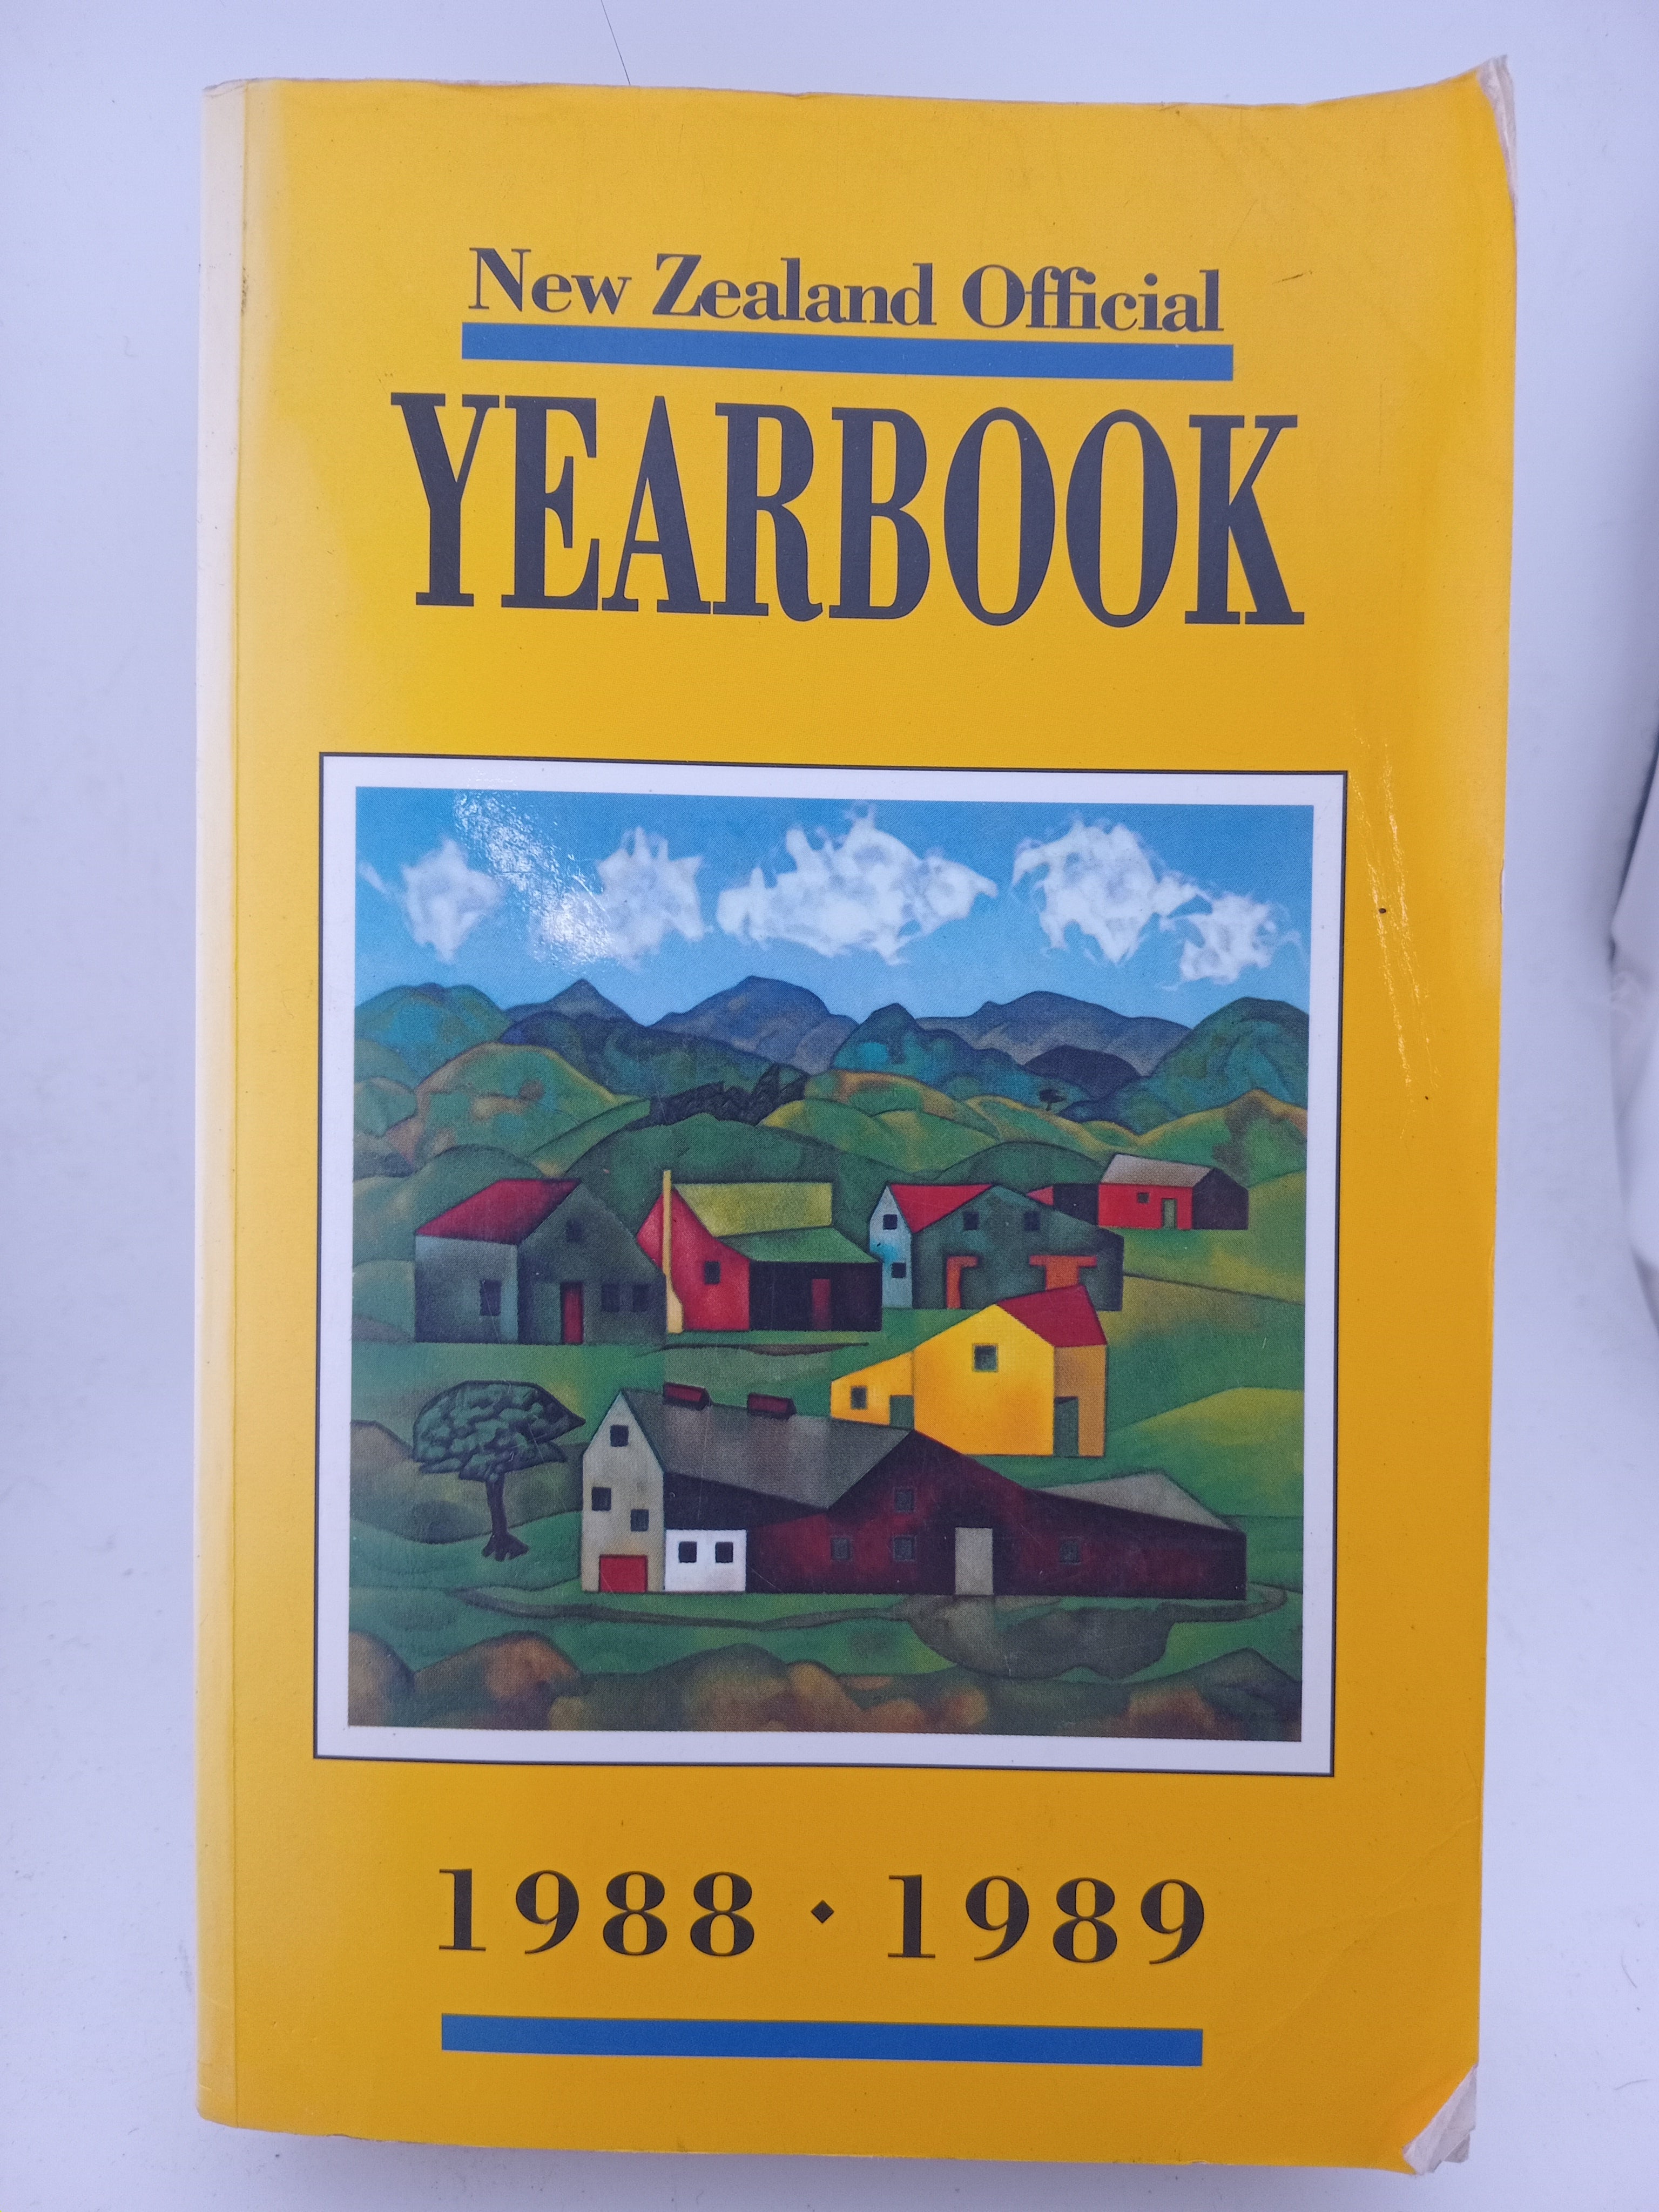 New Zealand Official
YEARBOOK
1988 ◆ 1989